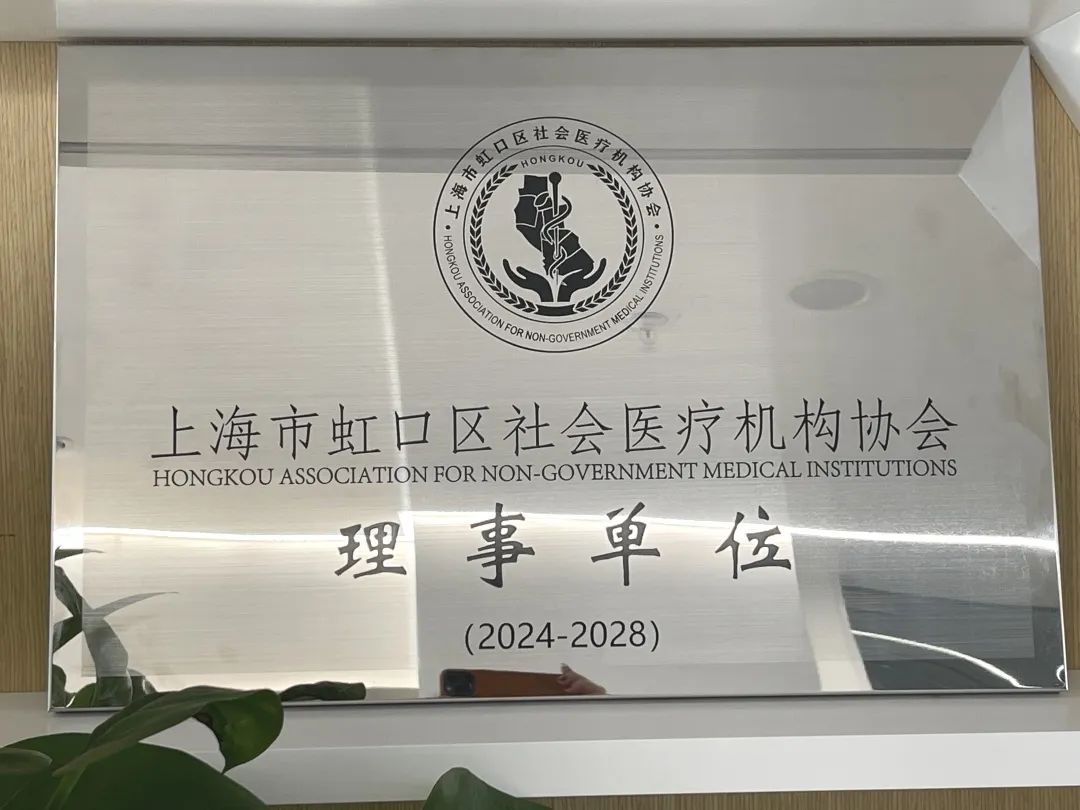 上海市虹口区社会医疗机构协会
HONGKOU
HONGKOU ASSOCIATION FOR NON-GOVERNMENT MEDICAL INSTITUTIONS
上海市虹口区社会医疗机构协会
HONGKOU ASSOCIATION FOR NON-GOVERNMENT MEDICAL INSTITUTIONS
理事单位
(2024-2028)